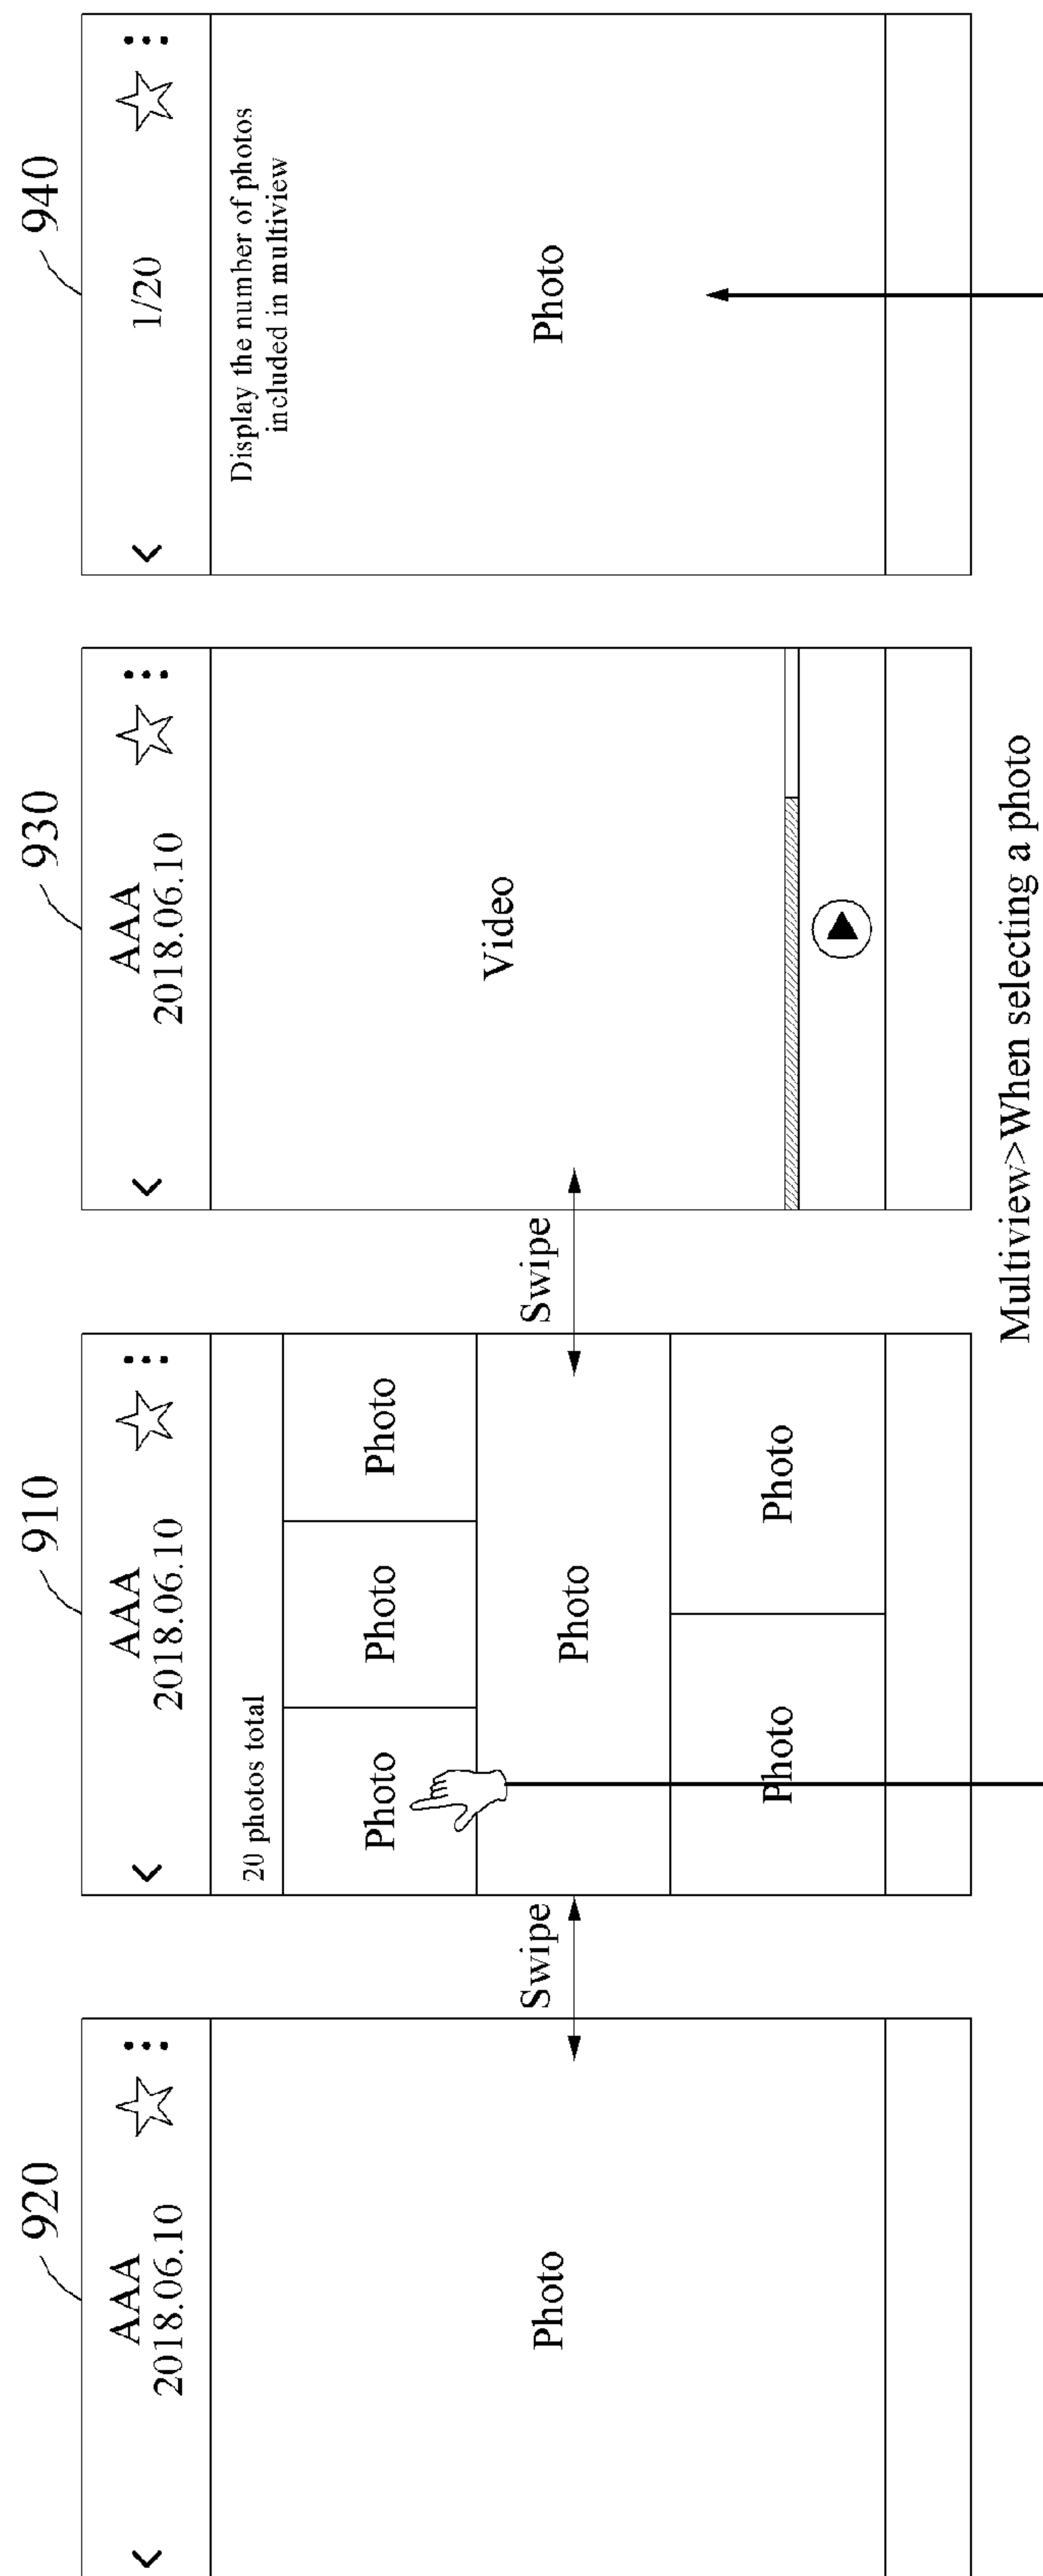 920
AAA
2018.06.10
Photo
Swipe
910
AAA
2018.06.10
20 photos total
Photo
Photo
Photo
Photo
Photo
Photo
Swipe
930
AAA
2018.06.10
Video
940
1/20
Display the number of photos
included in multiview
Photo
Multiview>When selecting a photo